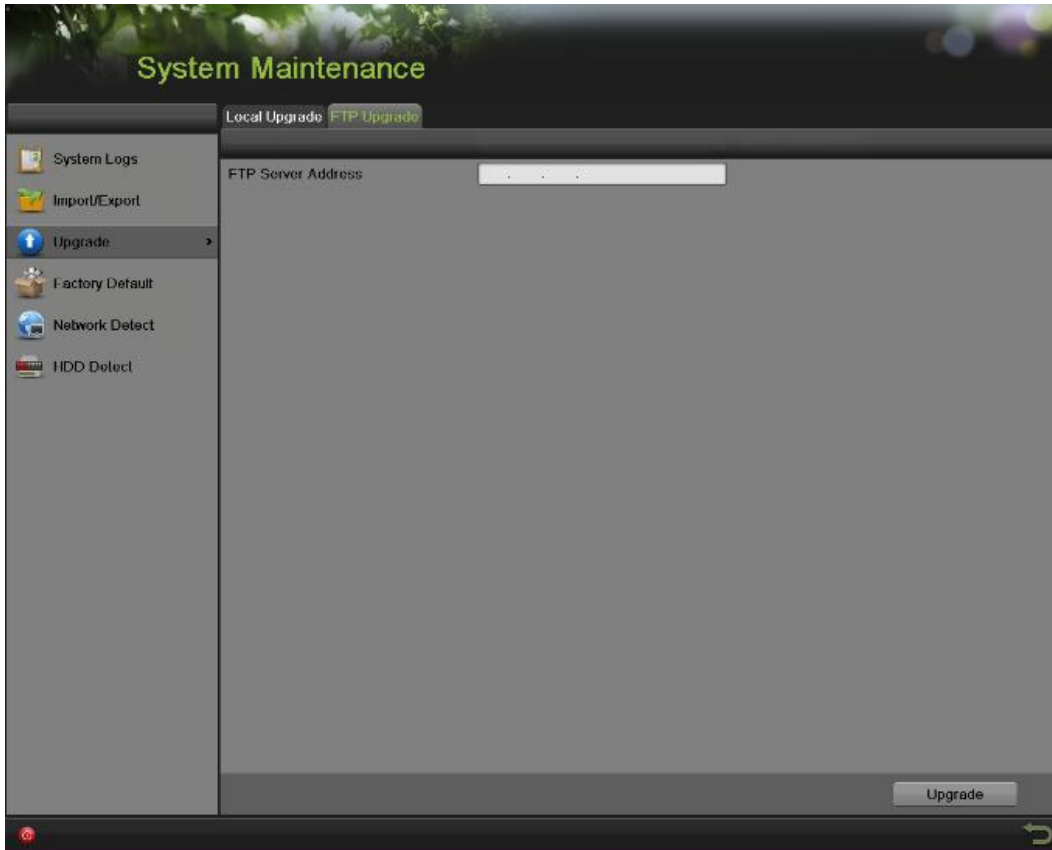 System Maintenance
Local Upgrade FTP Upgrade
System Logs
Import/Export
Upgrade
Factory Default
Network Detect
HDD Detect
FTP Server Address
. . .
Upgrade